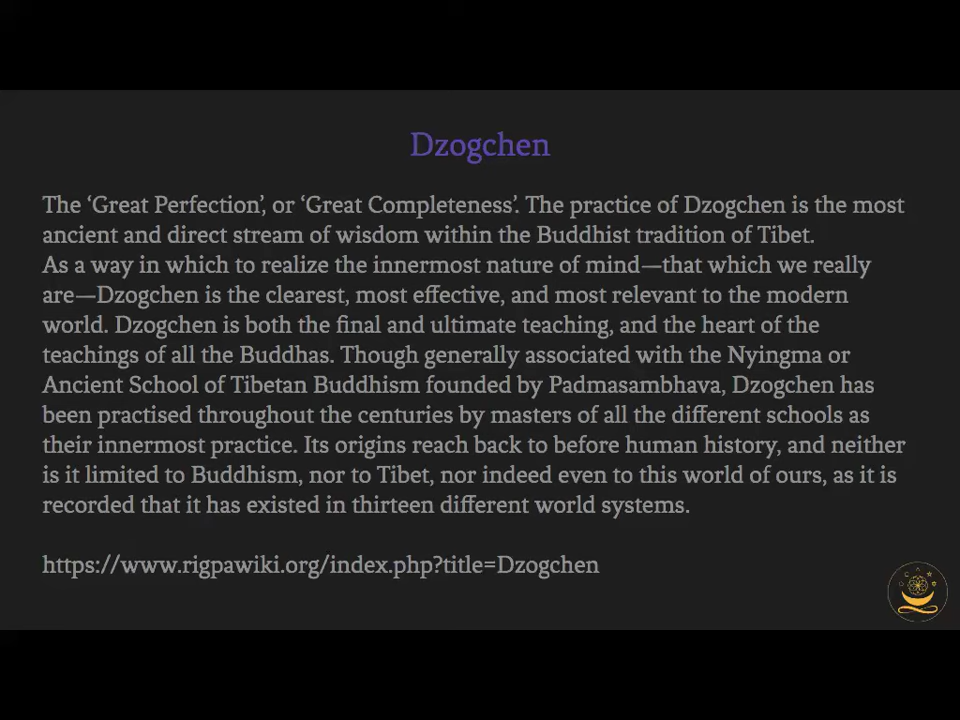 Dzogchen
The ‘Great Perfection’, or ‘Great Completeness’. The practice of Dzogchen is the most
ancient and direct stream of wisdom within the Buddhist tradition of Tibet.
As a way in which to realize the innermost nature of mind—that which we really
are—Dzogchen is the clearest, most effective, and most relevant to the modern
world. Dzogchen is both the final and ultimate teaching, and the heart of the
teachings of all the Buddhas. Though generally associated with the Nyingma or
Ancient School of Tibetan Buddhism founded by Padmasambhava, Dzogchen has
been practised throughout the centuries by masters of all the different schools as
their innermost practice. Its origins reach back to before human history, and neither
is it limited to Buddhism, nor to Tibet, nor indeed even to this world of ours, as it is
recorded that it has existed in thirteen different world systems.
https://www.rigpawiki.org/index.php?title=Dzogchen